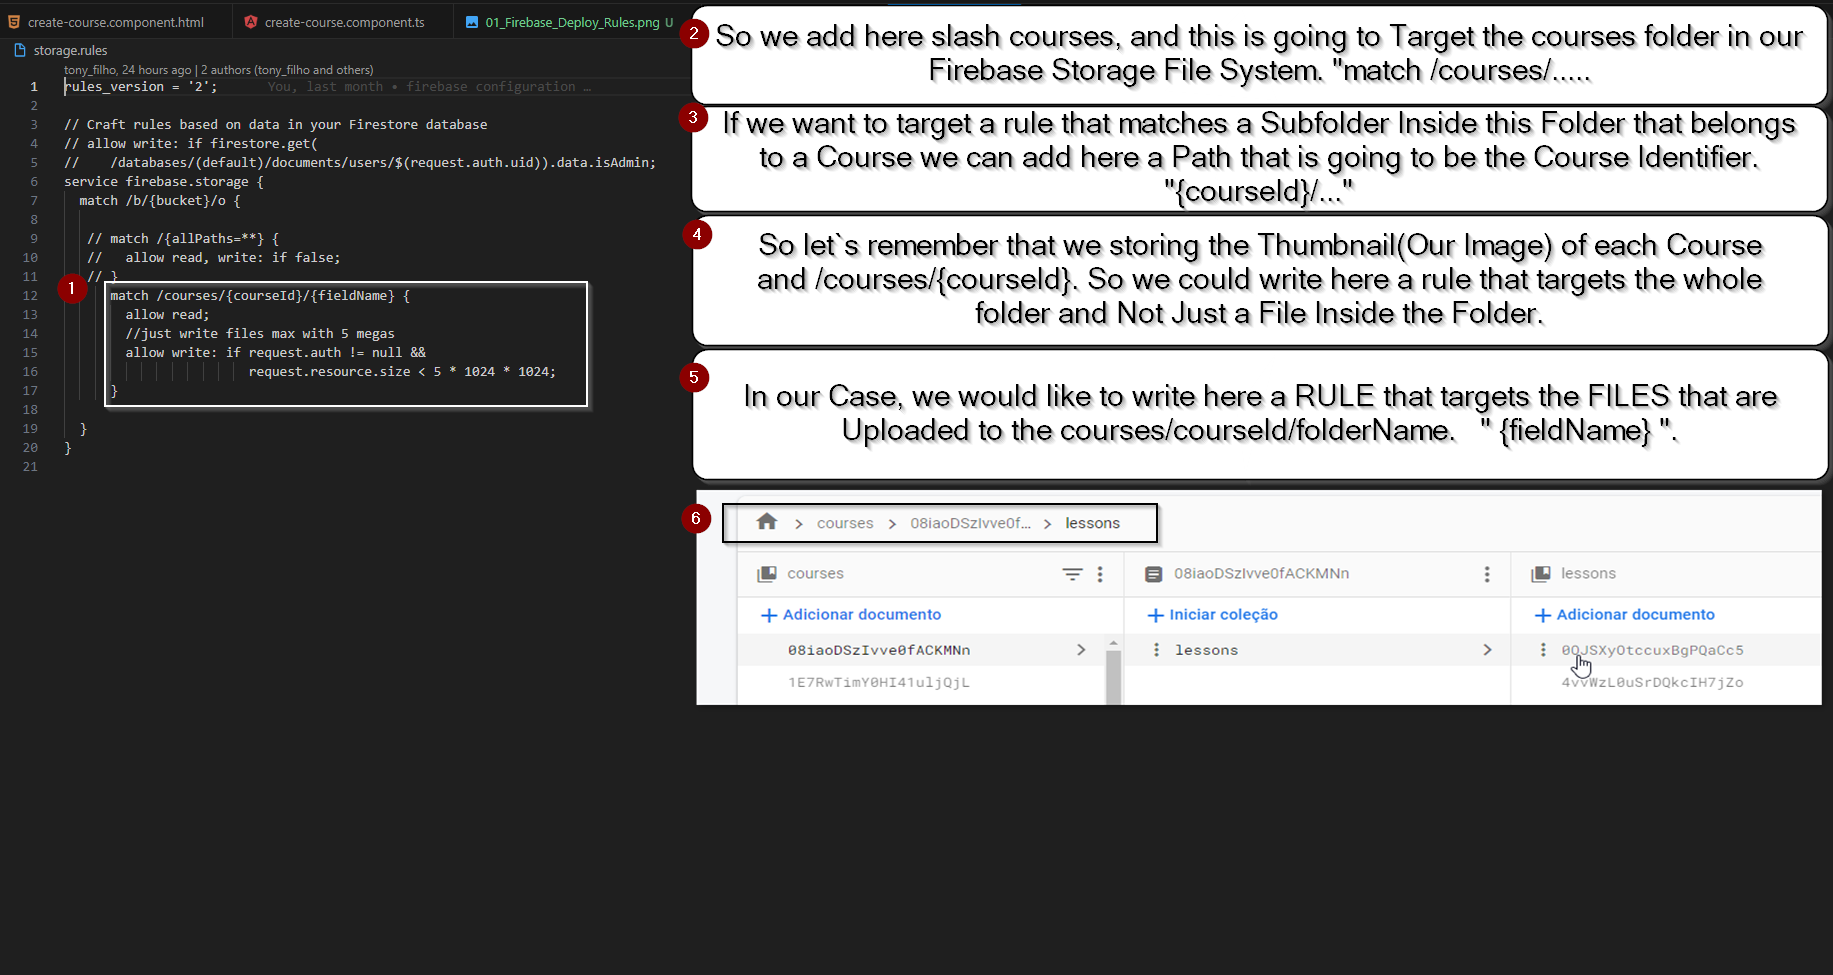 create-course.component.html
create-course.component.ts
01_Firebase_Deploy_Rules.png U
storage.rules
tony_filho, 24 hours ago | 2 authors (tony_filho and others)
1 rules_version = '2'; You, last month • firebase configuration …
2
3 // Craft rules based on data in your Firestore database
4 // allow write: if firestore.get(
5 //    /databases/(default)/documents/users/$(request.auth.uid)).data.isAdmin;
6 service firebase.storage {
7   match /b/{bucket}/o {
8
9    // match /{allPaths=**} {
10    //   allow read, write: if false;
11    // }
12       match /courses/{courseId}/{fieldName} {
13         allow read;
14         //just write files max with 5 megas
15         allow write: if request.auth != null &&
16                         request.resource.size < 5 * 1024 * 1024;
17       }
18
19   }
20 }
21
1
2
So we add here slash courses, and this is going to Target the courses folder in our
Firebase Storage File System. "match /courses/.....
3
If we want to target a rule that matches a Subfolder Inside this Folder that belongs
to a Course we can add here a Path that is going to be the Course Identifier.
"{courseId}/..."
4
So let`s remember that we storing the Thumbnail(Our Image) of each Course
and /courses/{courseId}. So we could write here a rule that targets the whole
folder and Not Just a File Inside the Folder.
5
In our Case, we would like to write here a RULE that targets the FILES that are
Uploaded to the courses/courseId/folderName.   " {fieldName} ".
6
courses > 08iaoDSzIvve0f... > lessons
courses
08iaoDSzIvve0fACKMNn
lessons
+ Adicionar documento
+ Iniciar coleção
+ Adicionar documento
08iaoDSzIvve0fACKMNn
lessons
0QJSXyOtccuxBgPQaCc5
1E7RwTimY0HI41uljQjL
4vvWzL0uSrDQkcIH7jZo